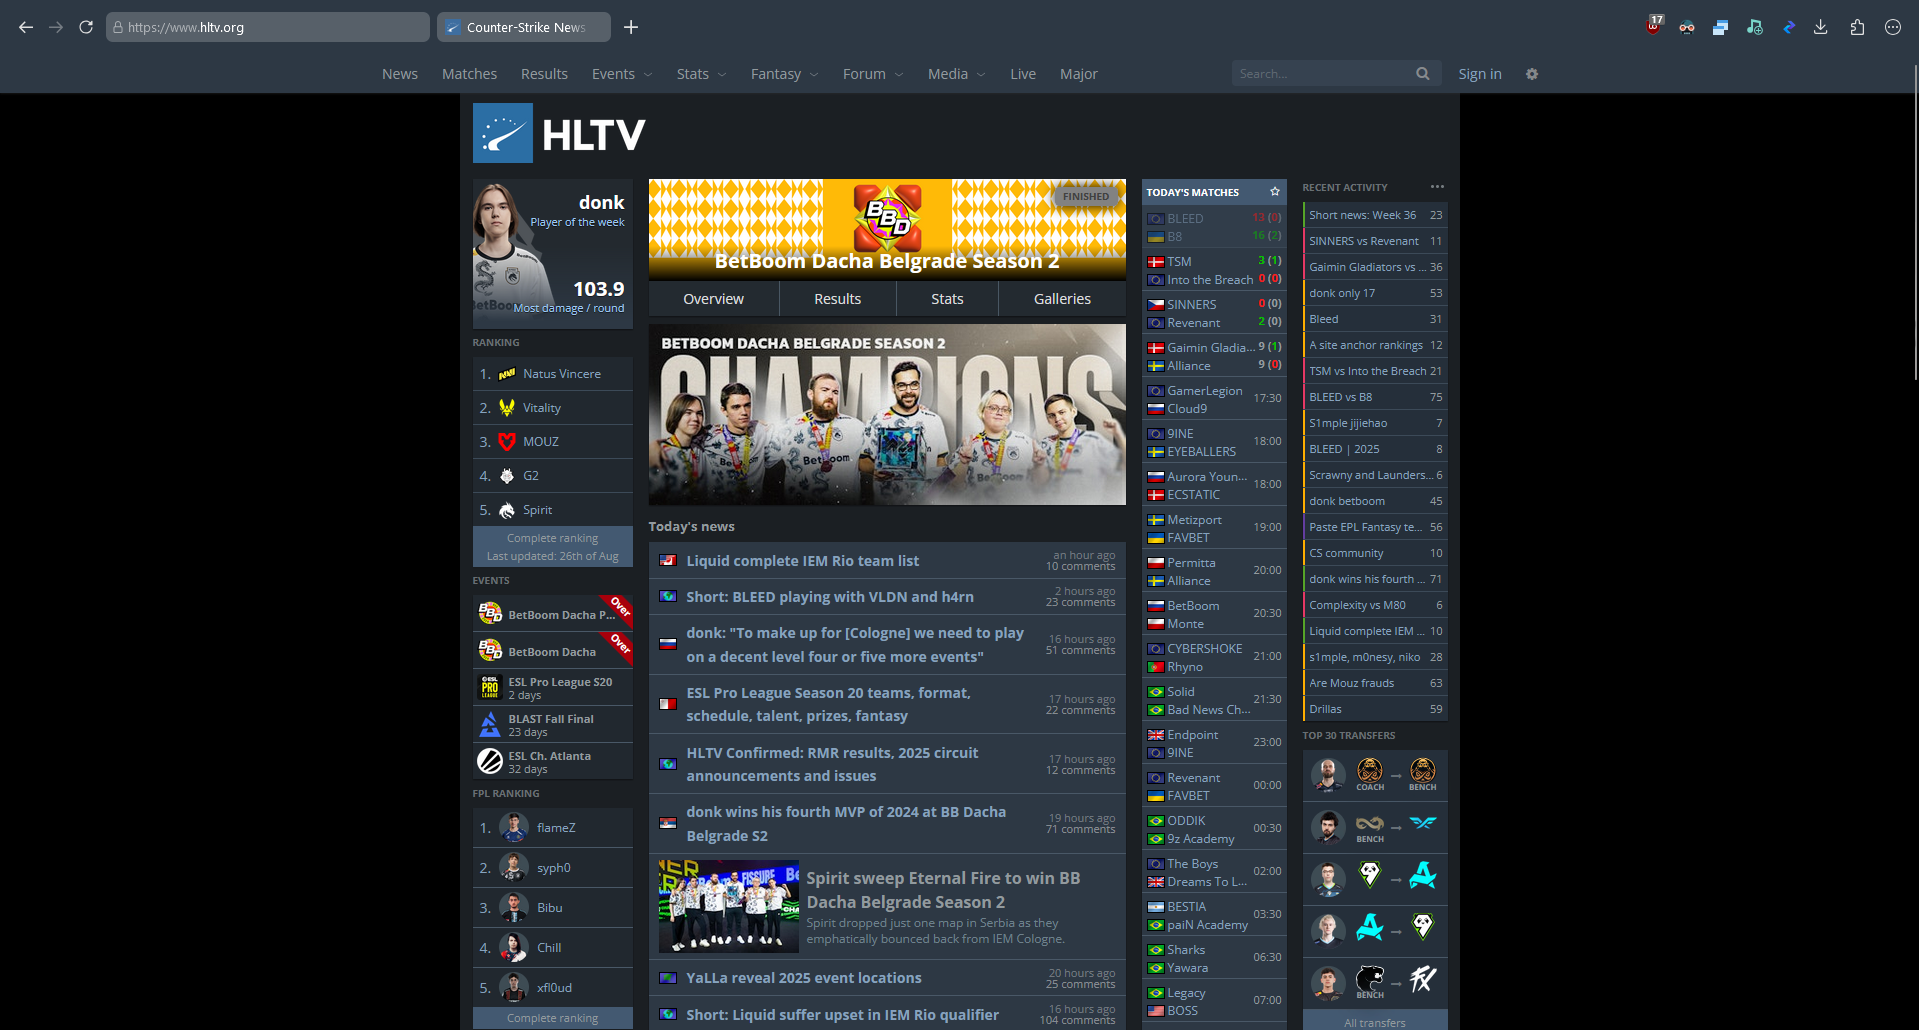 https://www.hltv.org
Counter-Strike News
17
News
Matches
Results
Events
Stats
Fantasy
Forum
Media
Live
Major
Search...
Sign in
HLTV
donk
Player of the week
103.9
Most damage / round
RANKING
1. Natus Vincere
2. Vitality
3. MOUZ
4. G2
5. Spirit
Complete ranking
Last updated: 26th of Aug
EVENTS
BetBoom Dacha P...
Over
BetBoom Dacha
Over
ESL Pro League S20
2 days
BLAST Fall Final
23 days
ESL Ch. Atlanta
32 days
FPL RANKING
1. flameZ
2. syph0
3. Bibu
4. Chill
5. xfl0ud
Complete ranking
FINISHED
BBD
BetBoom Dacha Belgrade Season 2
Overview
Results
Stats
Galleries
BETBOOM DACHA BELGRADE SEASON 2
CHAMPIONS
Today's news
Liquid complete IEM Rio team list
an hour ago
10 comments
Short: BLEED playing with VLDN and h4rn
2 hours ago
23 comments
donk: "To make up for [Cologne] we need to play
on a decent level four or five more events"
16 hours ago
51 comments
ESL Pro League Season 20 teams, format,
schedule, talent, prizes, fantasy
17 hours ago
22 comments
HLTV Confirmed: RMR results, 2025 circuit
announcements and issues
17 hours ago
12 comments
donk wins his fourth MVP of 2024 at BB Dacha
Belgrade S2
19 hours ago
71 comments
Spirit sweep Eternal Fire to win BB
Dacha Belgrade Season 2
Spirit dropped just one map in Serbia as they
emphatically bounced back from IEM Cologne.
YaLLa reveal 2025 event locations
20 hours ago
25 comments
Short: Liquid suffer upset in IEM Rio qualifier
16 hours ago
104 comments
TODAY'S MATCHES
BLEED 13 (0)
B8 16 (2)
TSM 3 (1)
Into the Breach 0 (0)
SINNERS 0 (0)
Revenant 2 (0)
Gaimin Gladia... 9 (1)
Alliance 9 (0)
GamerLegion
Cloud9
17:30
9INE
EYEBALLERS
18:00
Aurora Youn...
ECSTATIC
18:00
Metizport
FAVBET
19:00
Permitta
Alliance
20:00
BetBoom
Monte
20:30
CYBERSHOKE
Rhyno
21:00
Solid
Bad News Ch...
21:30
Endpoint
9INE
23:00
Revenant
FAVBET
00:00
ODDIK
9z Academy
00:30
The Boys
Dreams To L...
02:00
BESTIA
paiN Academy
03:30
Sharks
Yawara
06:30
Legacy
BOSS
07:00
RECENT ACTIVITY
Short news: Week 36 23
SINNERS vs Revenant 11
Gaimin Gladiators vs ... 36
donk only 17 53
Bleed 31
A site anchor rankings 12
TSM vs Into the Breach 21
BLEED vs B8 75
S1mple jijiehao 7
BLEED | 2025 8
Scrawny and Launders... 6
donk betboom 45
Paste EPL Fantasy te... 56
CS community 10
donk wins his fourth ... 71
Complexity vs M80 6
Liquid complete IEM ... 10
s1mple, m0nesy, niko 28
Are Mouz frauds 63
Drillas 59
TOP 30 TRANSFERS
COACH
BENCH
BENCH
BENCH
All transfers